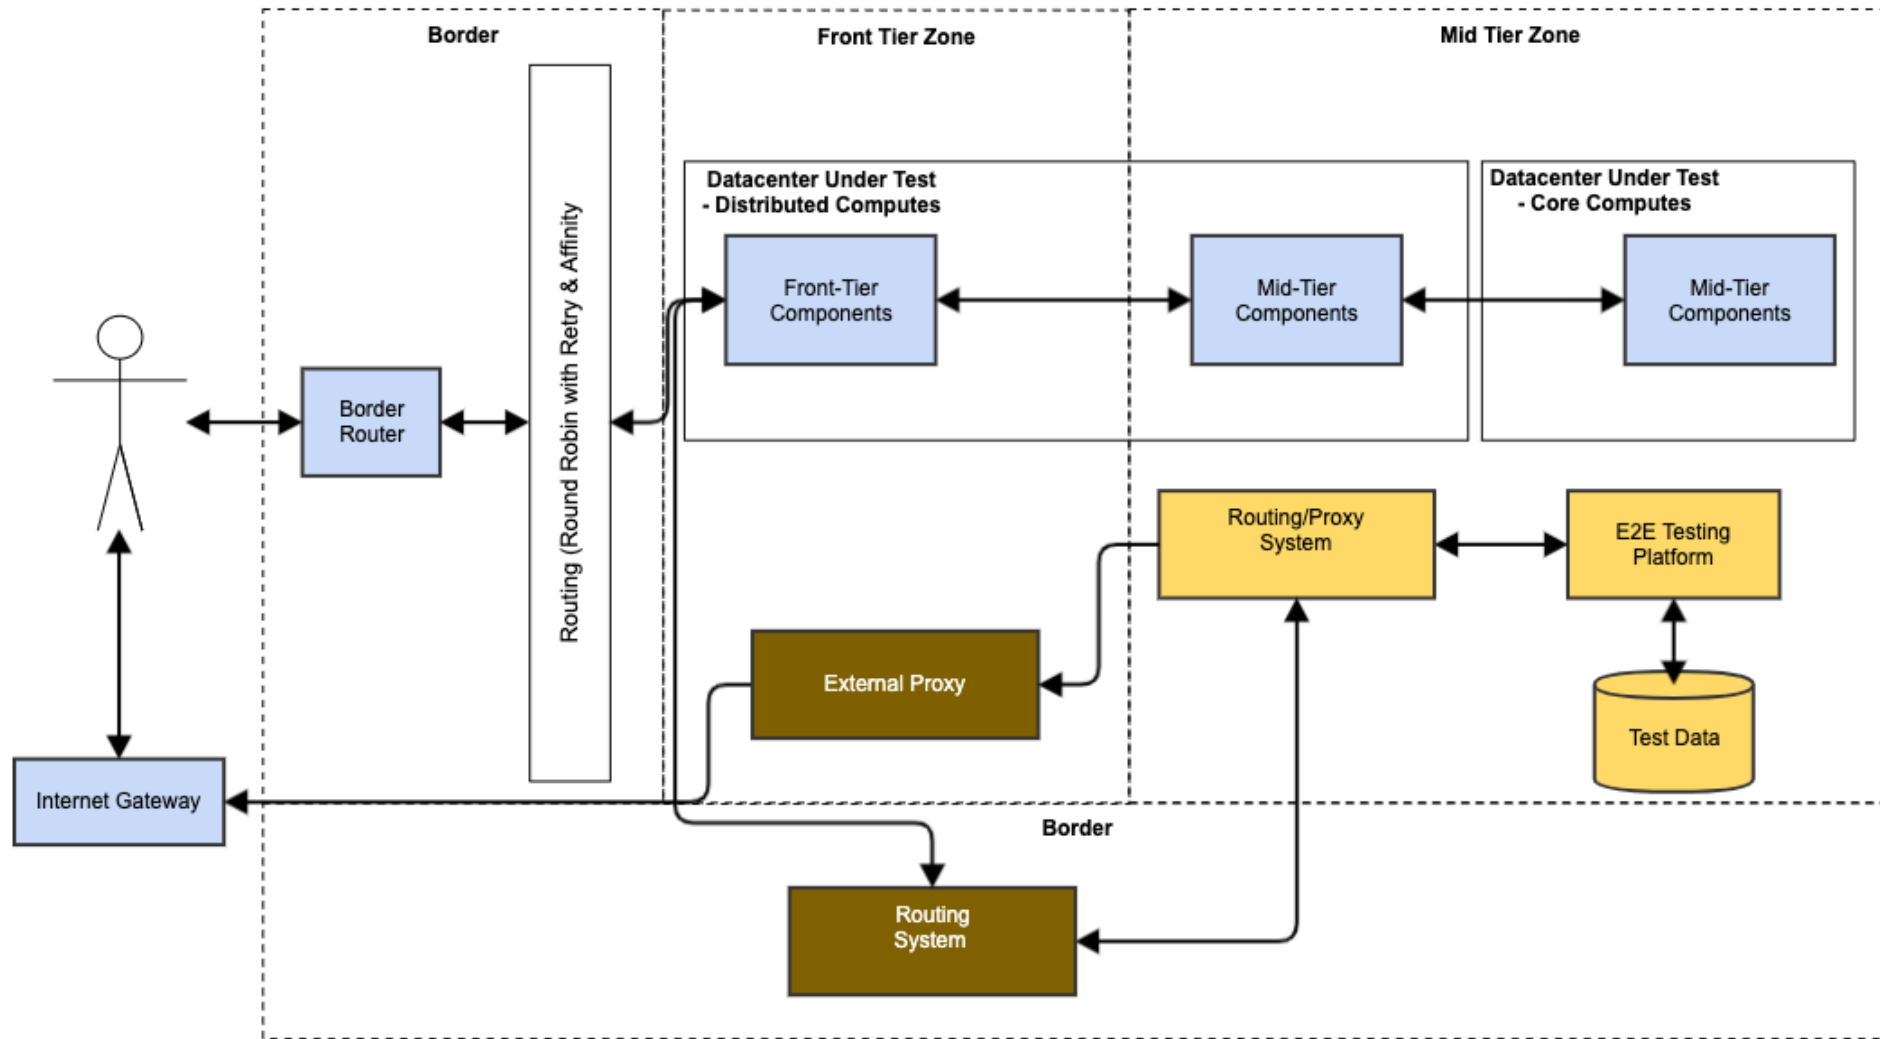 Border
Front Tier Zone
Mid Tier Zone
Routing (Round Robin with Retry & Affinity
Datacenter Under Test
- Distributed Computes
Datacenter Under Test
- Core Computes
Front-Tier
Components
Mid-Tier
Components
Mid-Tier
Components
Border
Router
Routing/Proxy
System
E2E Testing
Platform
External Proxy
Test Data
Internet Gateway
Border
Routing
System